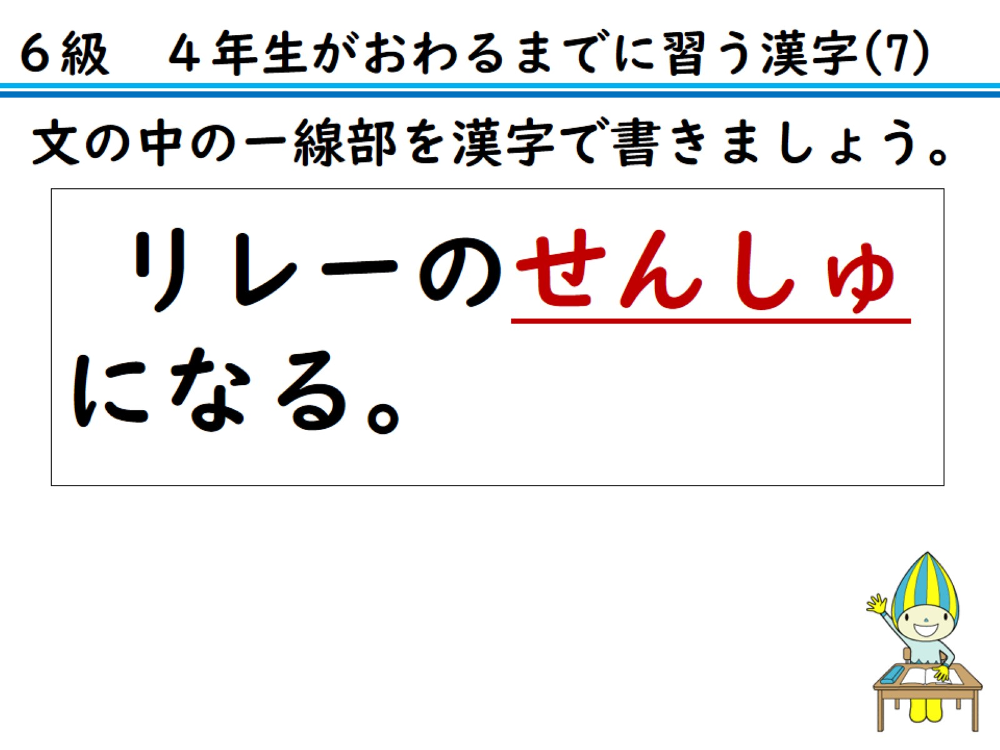 ６級　４年生がおわるまでに習う漢字(7)
文の中の一線部を漢字で書きましょう。
リレーのせんしゅ
になる。